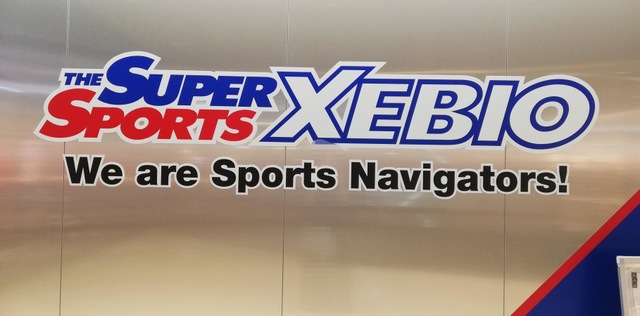 THE SUPER SPORTS XEBIO
We are Sports Navigators!